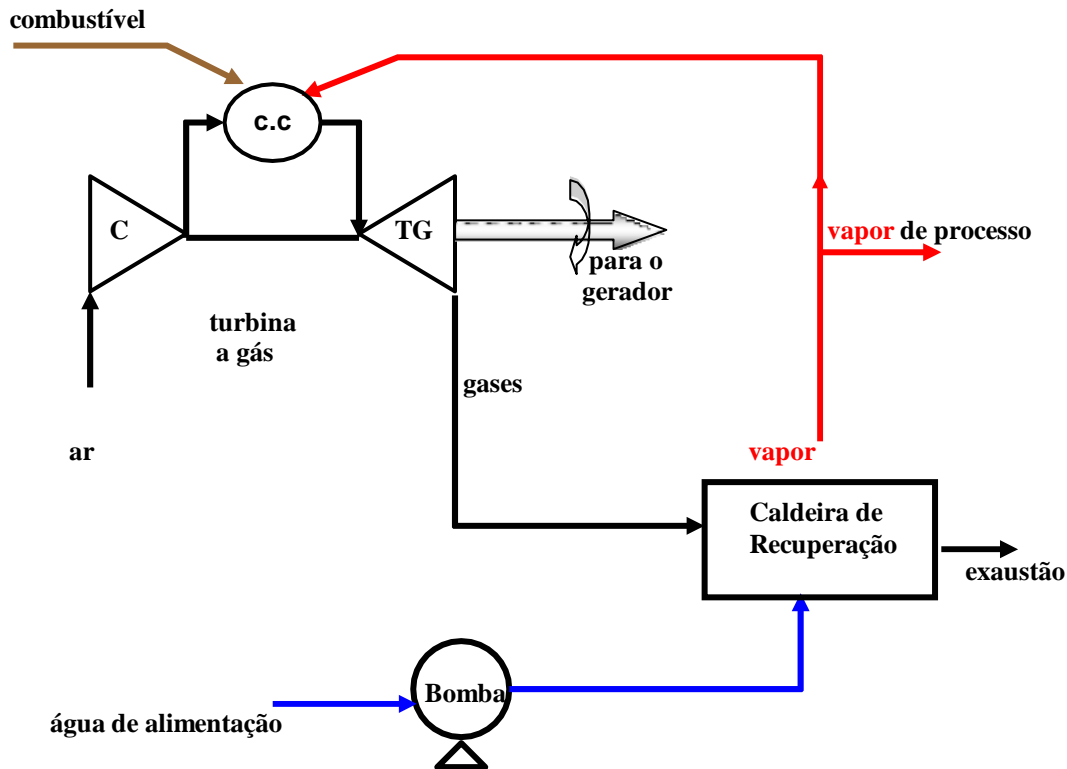 combustível
c.c
C
TG
vapor de processo
para o
gerador
turbina
a gás
gases
ar
vapor
Caldeira de
Recuperação
exaustão
Bomba
água de alimentação